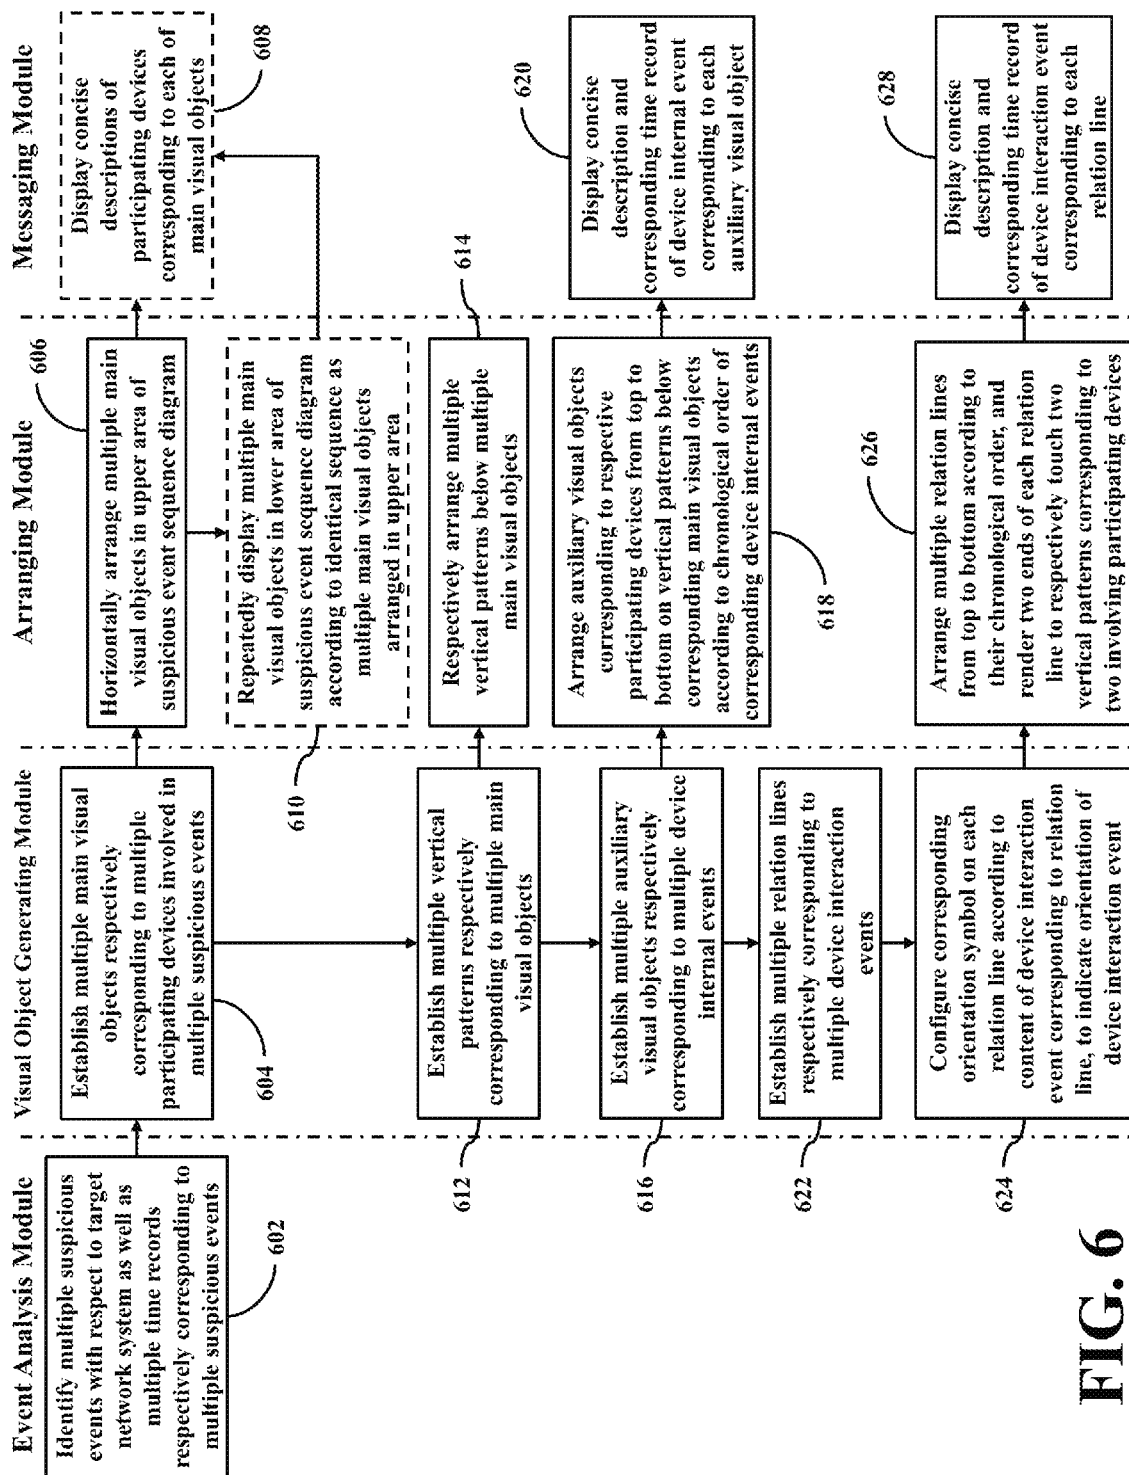 Event Analysis Module
Visual Object Generating Module
Arranging Module
Messaging Module
Identify multiple suspicious
events with respect to target
network system as well as
multiple time records
respectively corresponding to
multiple suspicious events
602
Establish multiple main visual
objects respectively
corresponding to multiple
participating devices involved in
multiple suspicious events
604
Horizontally arrange multiple main
visual objects in upper area of
suspicious event sequence diagram
606
Display concise
descriptions of
participating devices
corresponding to each of
main visual objects
608
Repeatedly display multiple main
visual objects in lower area of
suspicious event sequence diagram
according to identical sequence as
multiple main visual objects
arranged in upper area
610
Establish multiple vertical
patterns respectively
corresponding to multiple main
visual objects
612
Respectively arrange multiple
vertical patterns below multiple
main visual objects
614
Establish multiple auxiliary
visual objects respectively
corresponding to multiple device
internal events
616
Arrange auxiliary visual objects
corresponding to respective
participating devices from top to
bottom on vertical patterns below
corresponding main visual objects
according to chronological order of
corresponding device internal events
618
Display concise
description and
corresponding time record
of device internal event
corresponding to each
auxiliary visual object
620
Establish multiple relation lines
respectively corresponding to
multiple device interaction
events
622
Configure corresponding
orientation symbol on each
relation line according to
content of device interaction
event corresponding to relation
line, to indicate orientation of
device interaction event
624
Arrange multiple relation lines
from top to bottom according to
their chronological order, and
render two ends of each relation
line to respectively touch two
vertical patterns corresponding to
two involving participating devices
626
Display concise
description and
corresponding time record
of device interaction event
corresponding to each
relation line
628
FIG. 6